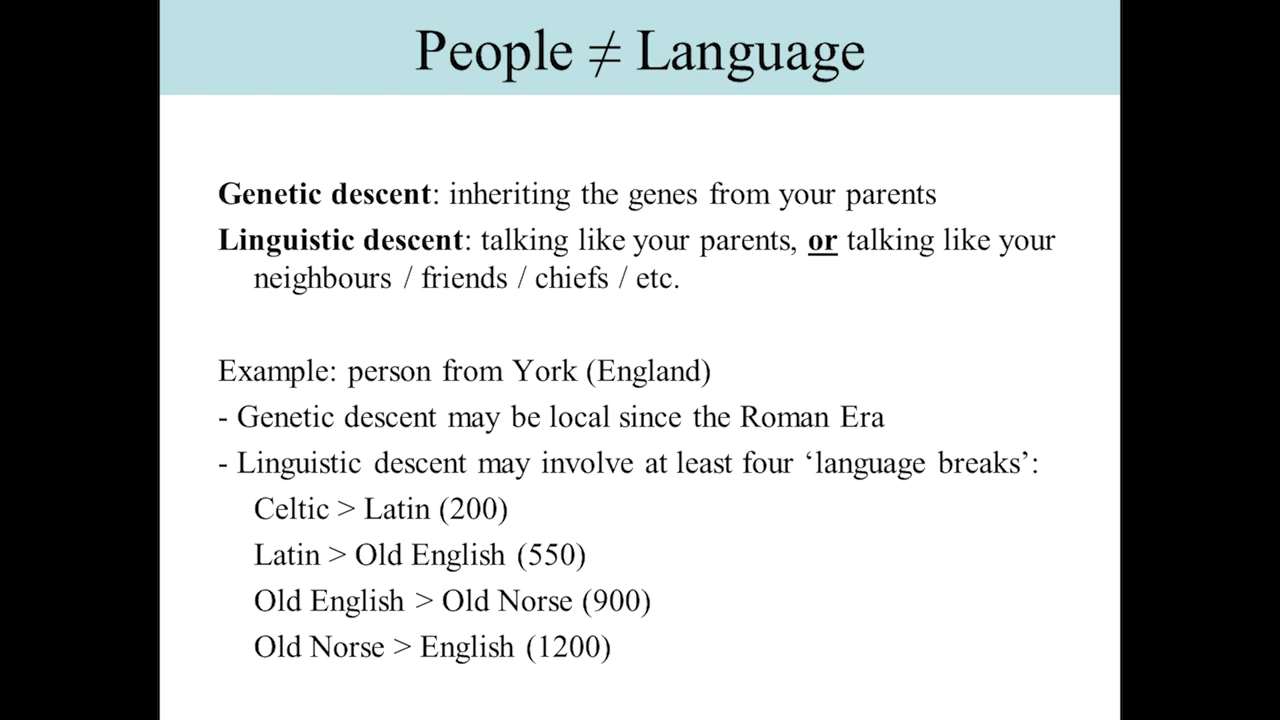 People ≠ Language
Genetic descent: inheriting the genes from your parents
Linguistic descent: talking like your parents, or talking like your
neighbours / friends / chiefs / etc.
Example: person from York (England)
- Genetic descent may be local since the Roman Era
- Linguistic descent may involve at least four ‘language breaks’:
Celtic > Latin (200)
Latin > Old English (550)
Old English > Old Norse (900)
Old Norse > English (1200)